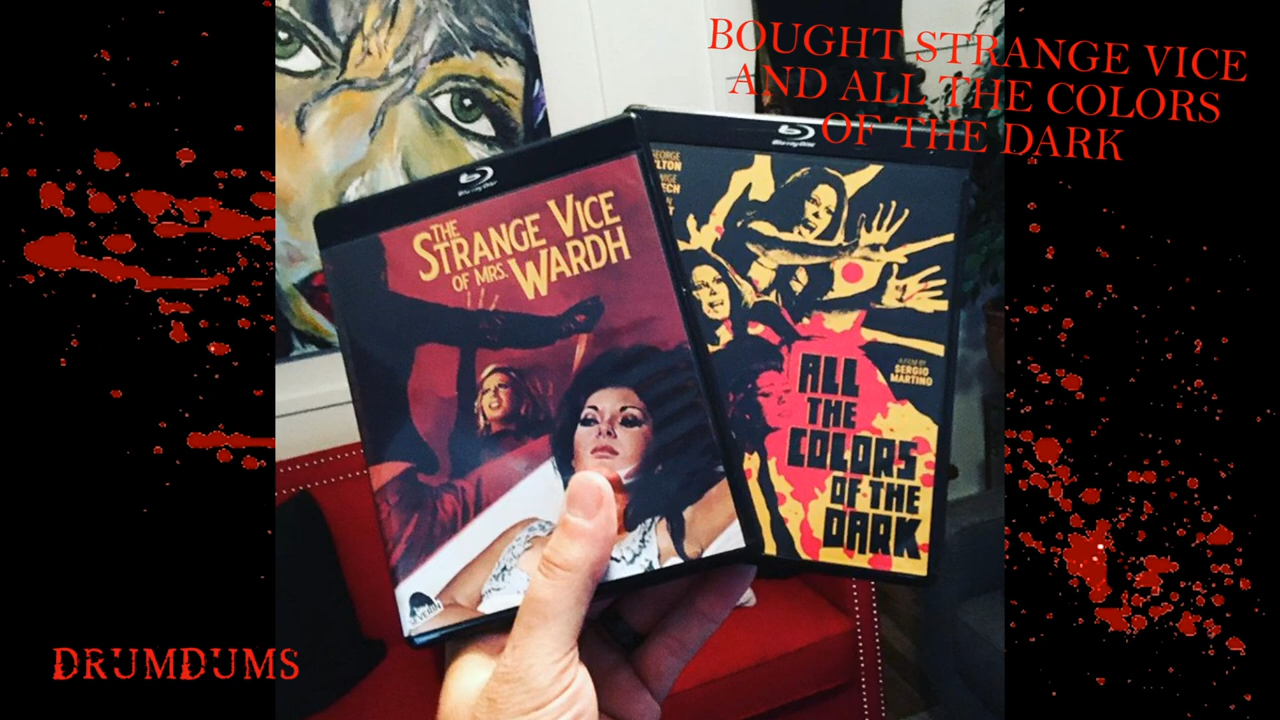 BOUGHT STRANGE VICE
AND ALL THE COLORS
OF THE DARK
Blu-ray Disc
THE
STRANGE VICE
OF MRS. WARDH
SEVERIN
Blu-ray Disc
GEORGE
A FILM BY
SERGIO
MARTINO
ALL
THE
COLORS
OF THE
DARK
DRUMDUMS